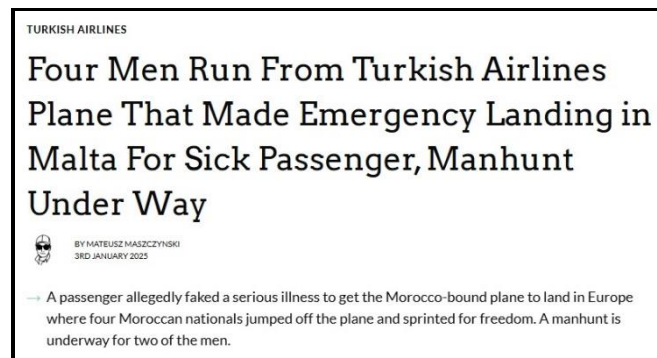 TURKISH AIRLINES
Four Men Run From Turkish Airlines
Plane That Made Emergency Landing in
Malta For Sick Passenger, Manhunt
Under Way
BY MATEUSZ MASZCZYNSKI
3RD JANUARY 2025
→ A passenger allegedly faked a serious illness to get the Morocco-bound plane to land in Europe
where four Moroccan nationals jumped off the plane and sprinted for freedom. A manhunt is
underway for two of the men.